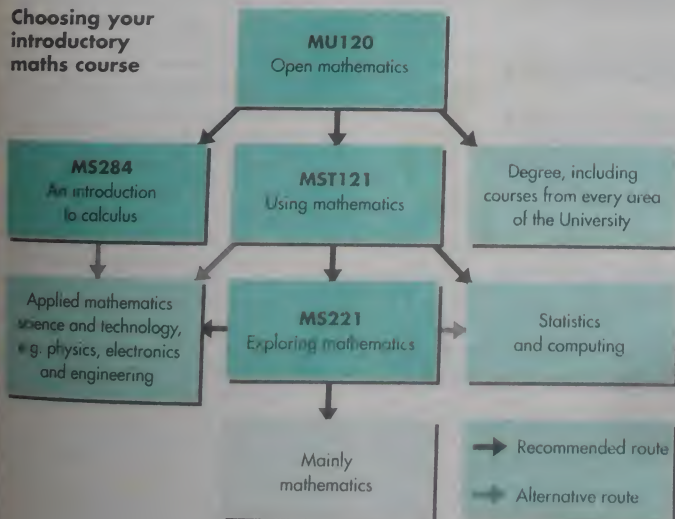 Choosing your
introductory
maths course
MU120
Open mathematics
MS284
An introduction
to calculus
MST121
Using mathematics
Degree, including
courses from every area
of the University
Applied mathematics
science and technology,
e.g. physics, electronics
and engineering
MS221
Exploring mathematics
Statistics
and computing
Mainly
mathematics
Recommended route
Alternative route